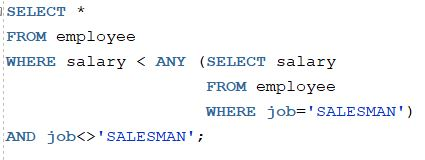 SELECT *
FROM employee
WHERE salary < ANY (SELECT salary
FROM employee
WHERE job='SALESMAN')
AND job<>'SALESMAN';